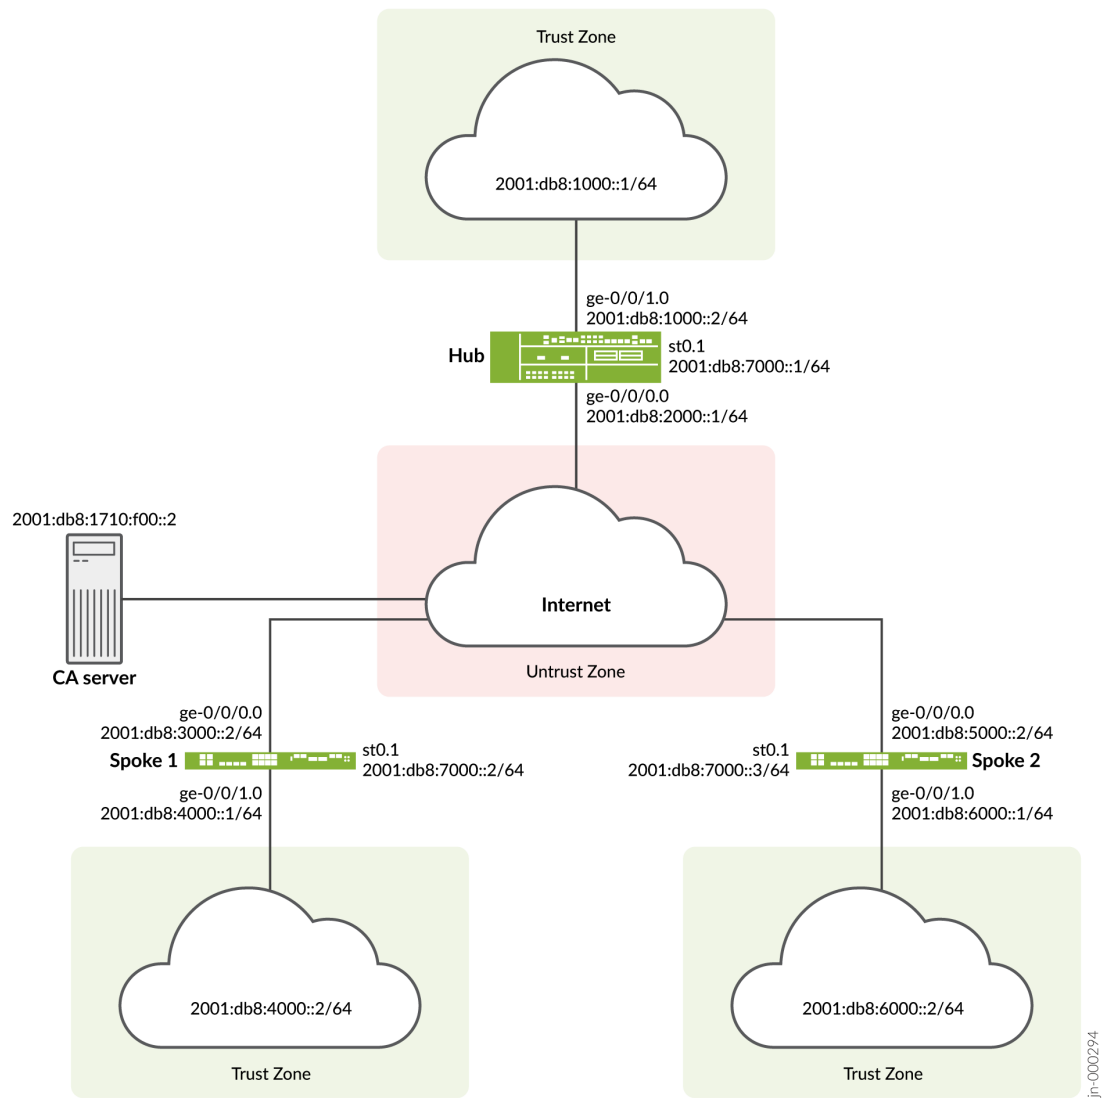 Trust Zone
2001:db8:1000::1/64
ge-0/0/1.0
2001:db8:1000::2/64
Hub
st0.1
2001:db8:7000::1/64
ge-0/0/0.0
2001:db8:2000::1/64
2001:db8:1710:f00::2
CA server
Internet
Untrust Zone
ge-0/0/0.0
2001:db8:3000::2/64
Spoke 1
st0.1
2001:db8:7000::2/64
ge-0/0/1.0
2001:db8:4000::1/64
ge-0/0/0.0
2001:db8:5000::2/64
st0.1
2001:db8:7000::3/64
Spoke 2
ge-0/0/1.0
2001:db8:6000::1/64
2001:db8:4000::2/64
Trust Zone
2001:db8:6000::2/64
Trust Zone
jn-000294